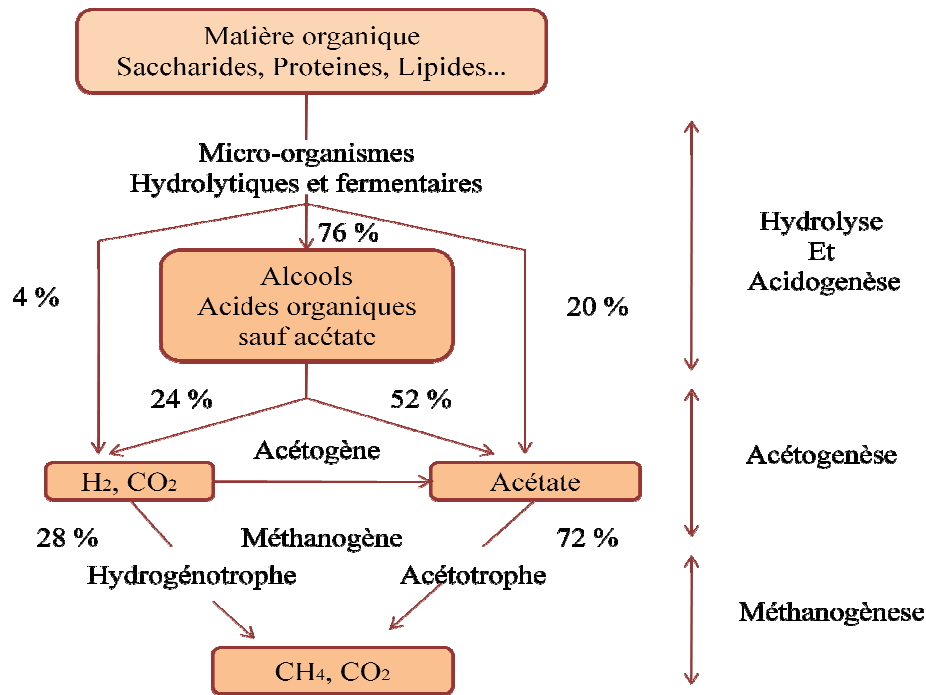 Matière organique
Saccharides, Proteines, Lipides...
Micro-organismes
Hydrolytiques et fermentaires
76 %
Hydrolyse
Et
Acidogenèse
4 %
Alcools
Acides organiques
sauf acétate
20 %
24 %
52 %
Acétogène
Acétogenèse
H2, CO2
Acétate
28 %
Méthanogène
72 %
Hydrogénotrophe
Acétotrophe
Méthanogènese
CH4, CO2